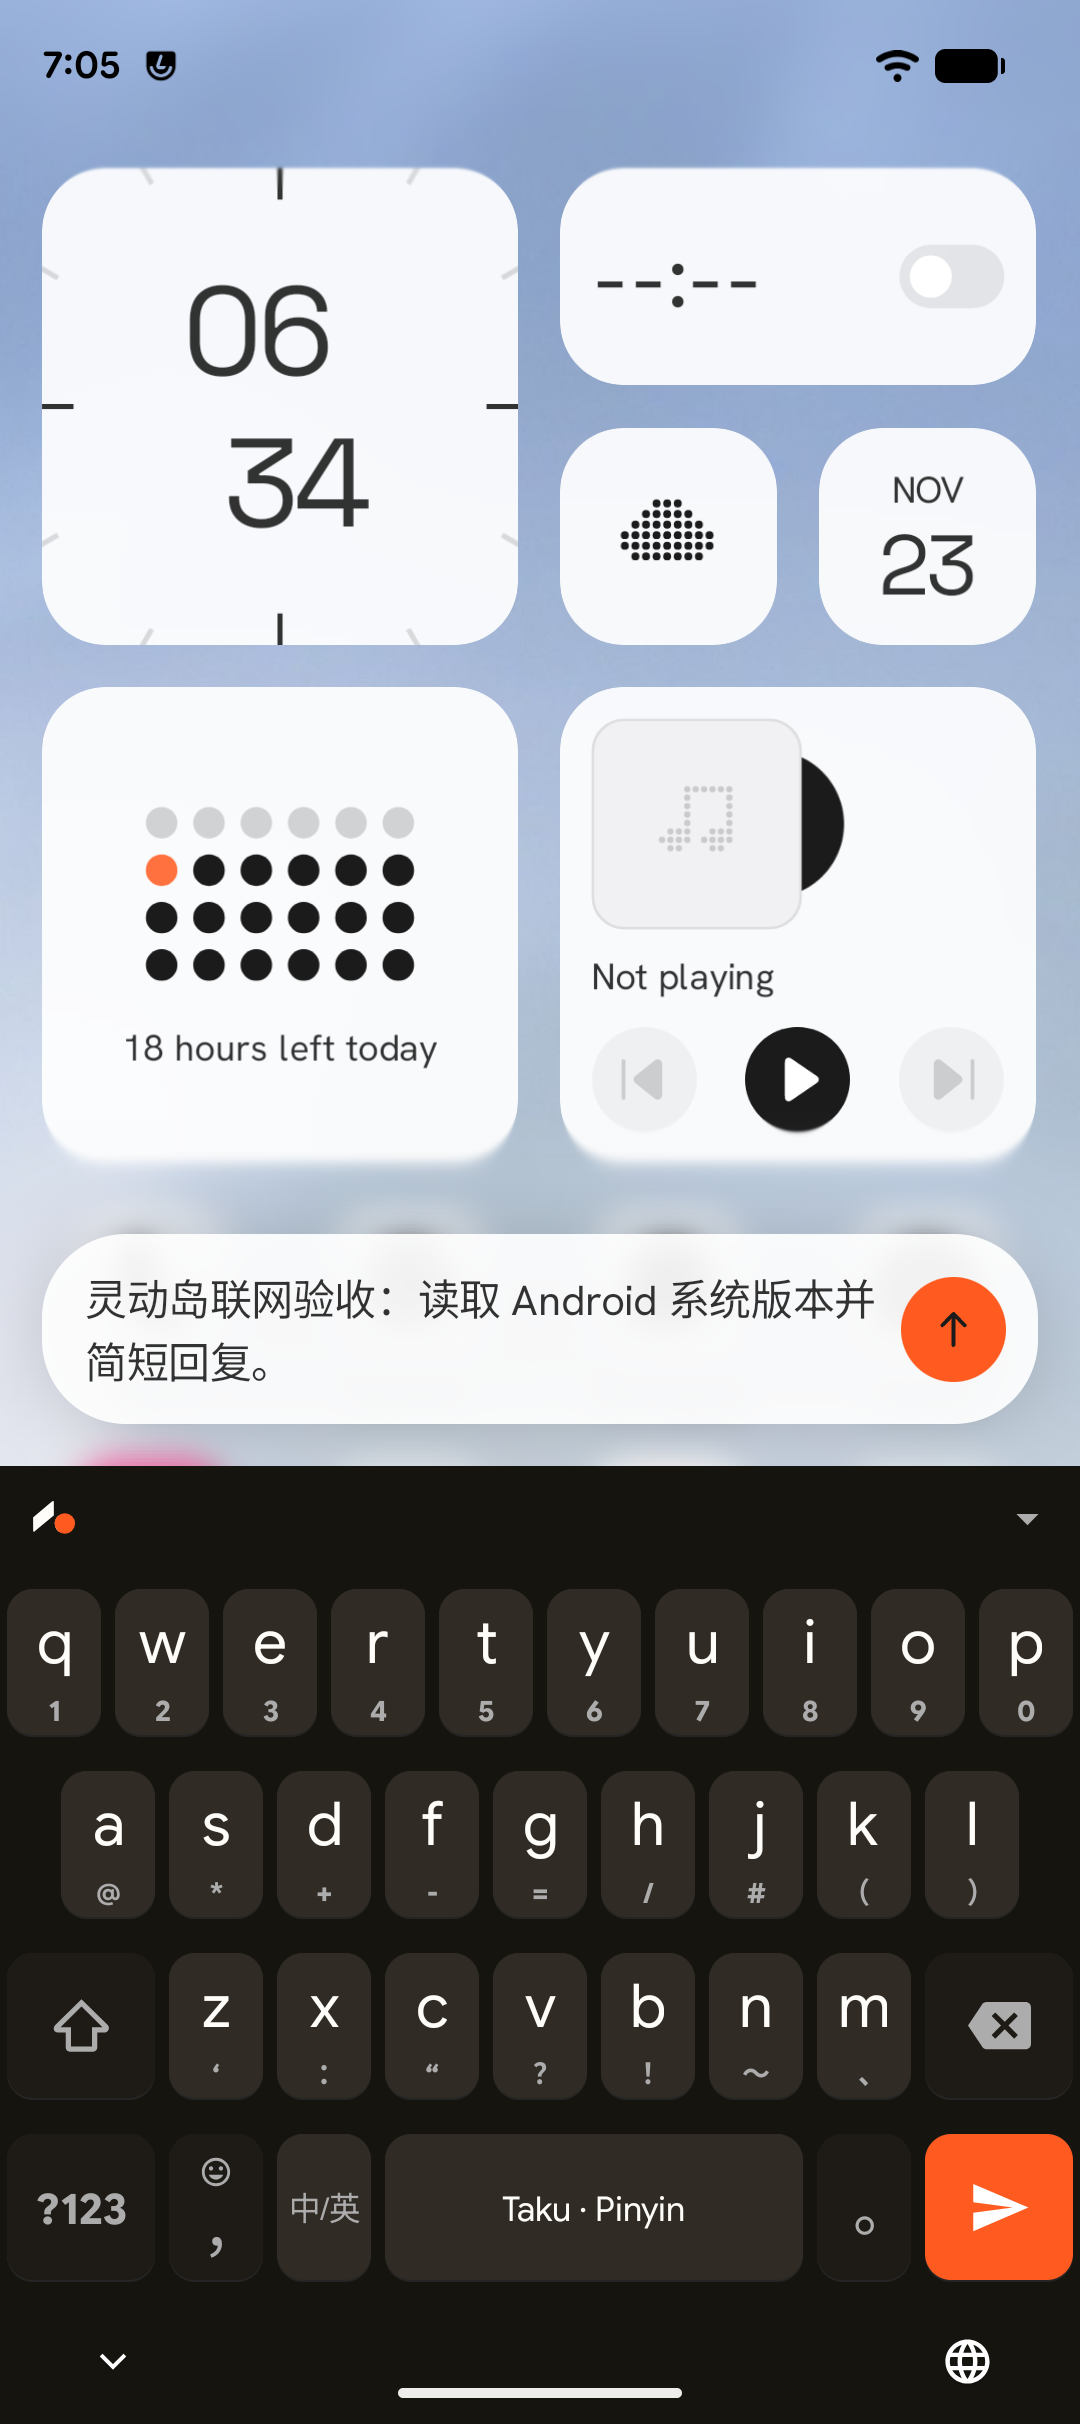 7:05
06
34
--:--
NOV
23
18 hours left today
Not playing
灵动岛联网验收：读取 Android 系统版本并
简短回复。
q w e r t y u i o p
1 2 3 4 5 6 7 8 9 0
a s d f g h j k l
@ * + - = / # ( )
z x c v b n m
‘ : “ ? ! ～ 、
?123 ， 中/英 Taku · Pinyin 。